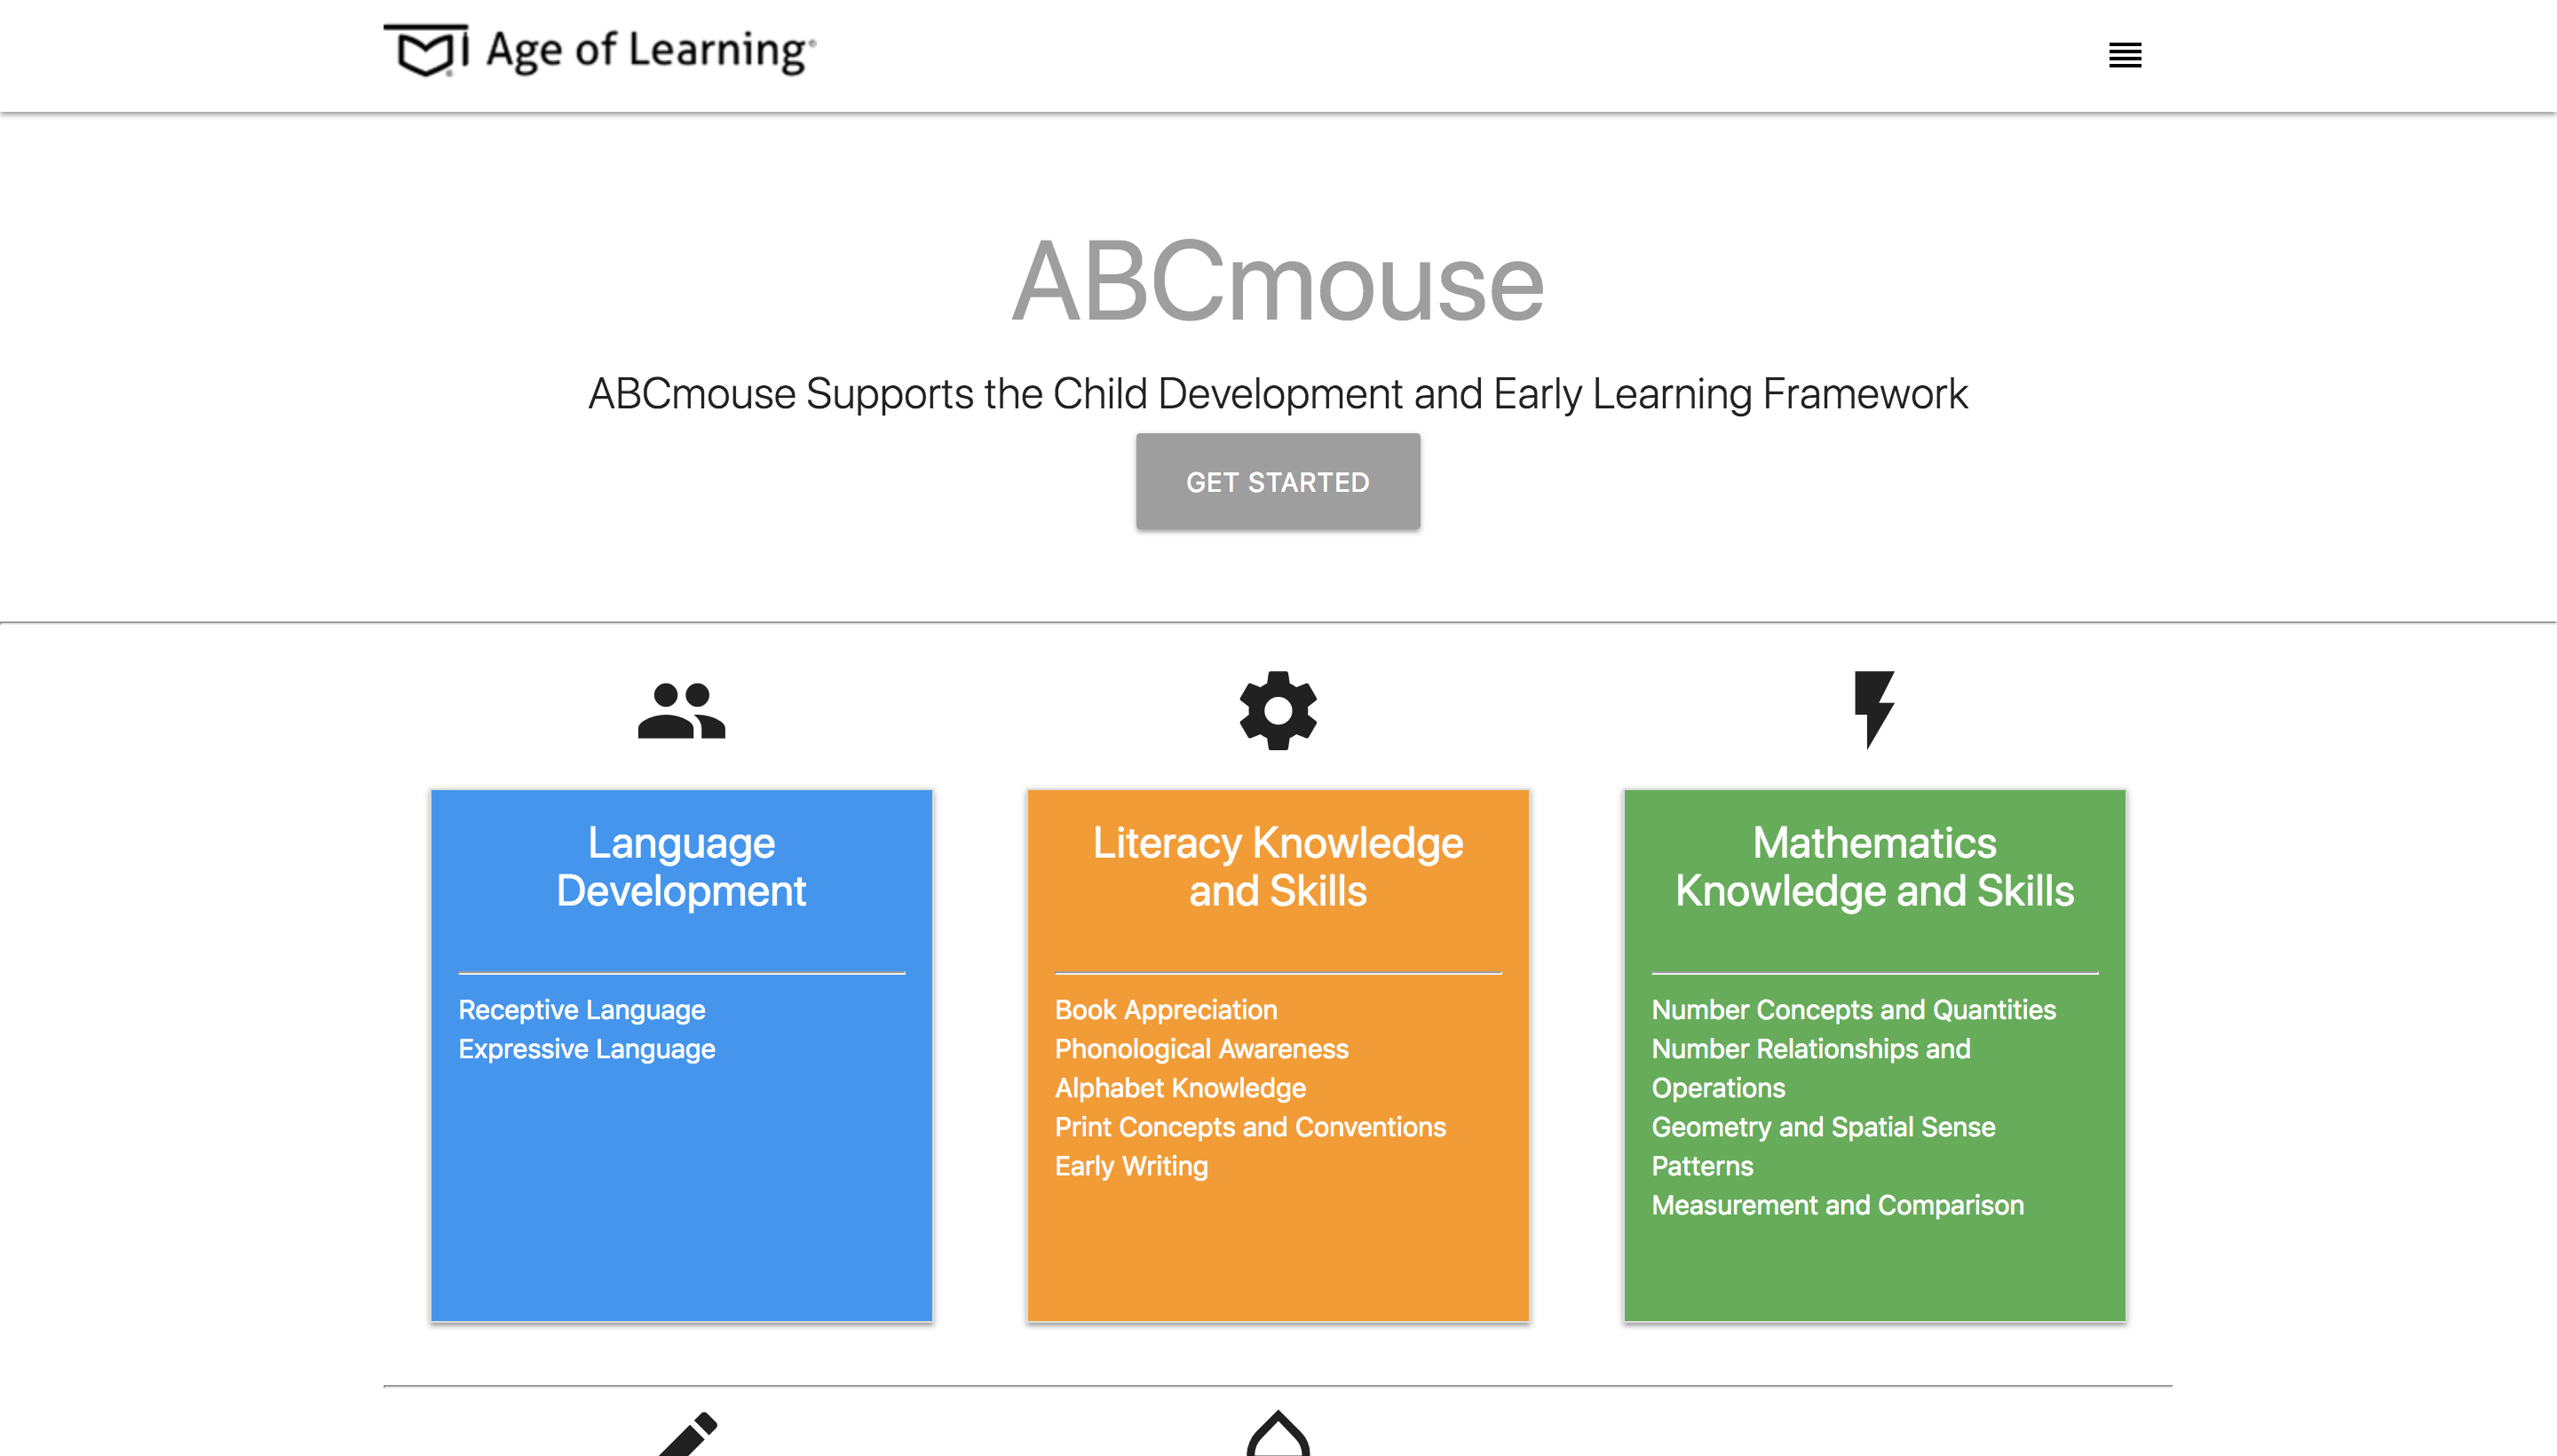 Age of Learning®
ABCmouse
ABCmouse Supports the Child Development and Early Learning Framework
GET STARTED
Language
Development
Receptive Language
Expressive Language
Literacy Knowledge
and Skills
Book Appreciation
Phonological Awareness
Alphabet Knowledge
Print Concepts and Conventions
Early Writing
Mathematics
Knowledge and Skills
Number Concepts and Quantities
Number Relationships and
Operations
Geometry and Spatial Sense
Patterns
Measurement and Comparison